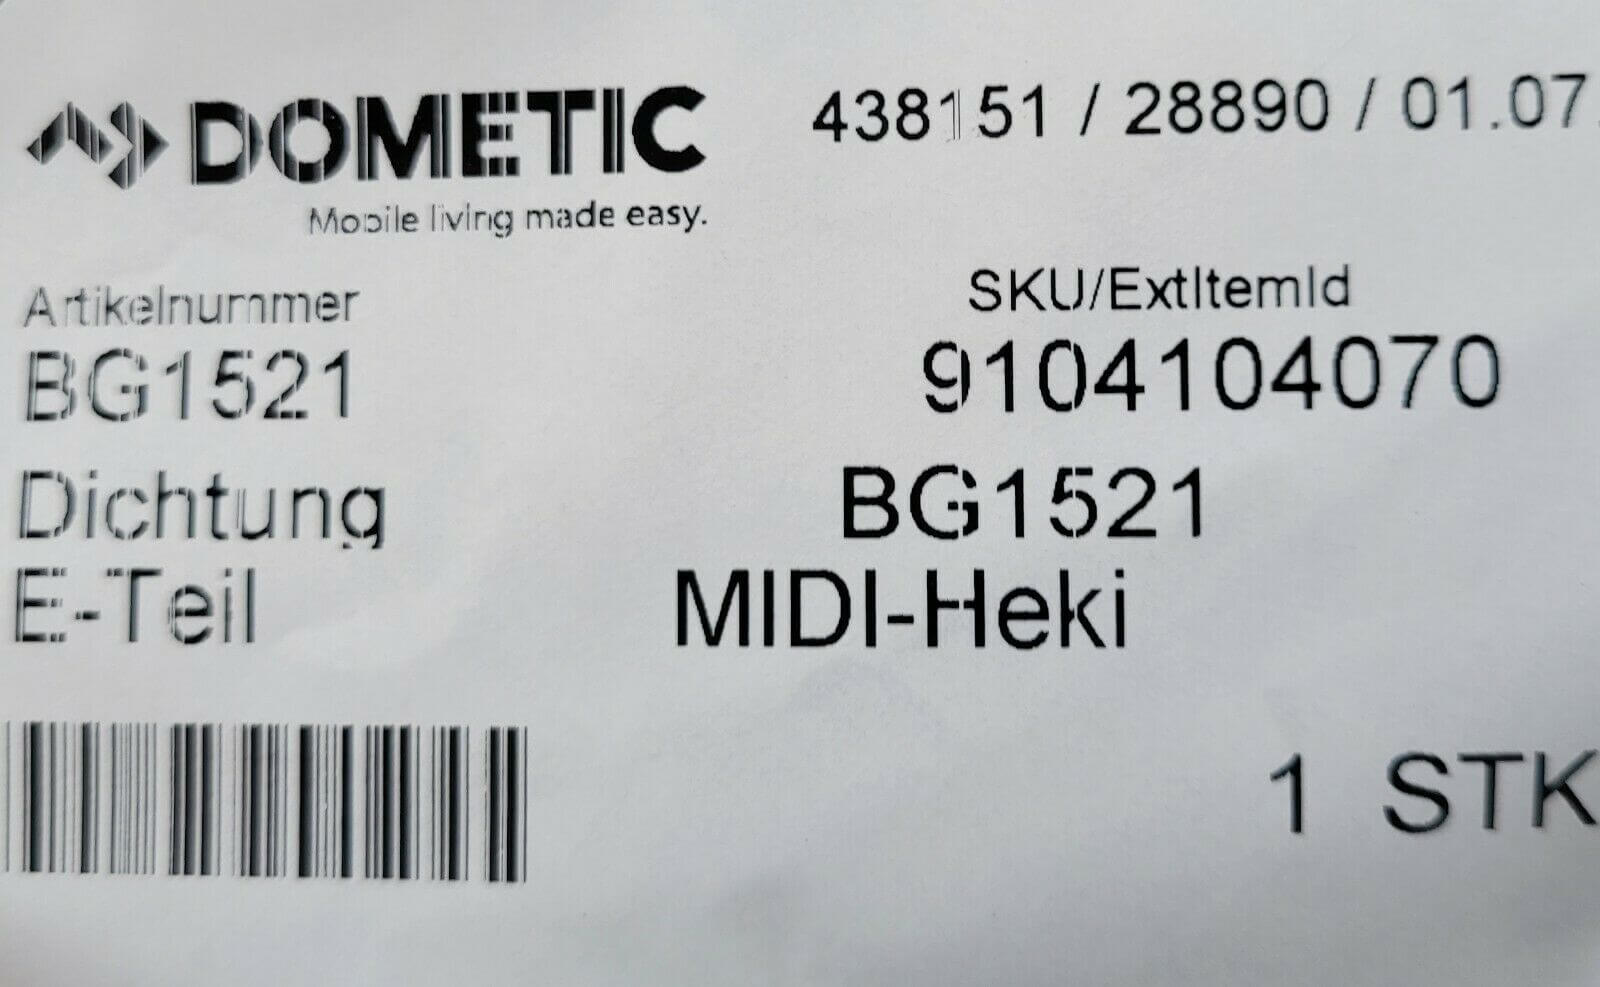 DOMETIC
438151 / 28890 / 01.07.
Mobile living made easy.
Artikelnummer
SKU/ExtItemId
BG1521
9104104070
Dichtung
BG1521
E-Teil
MIDI-Heki
1 STK